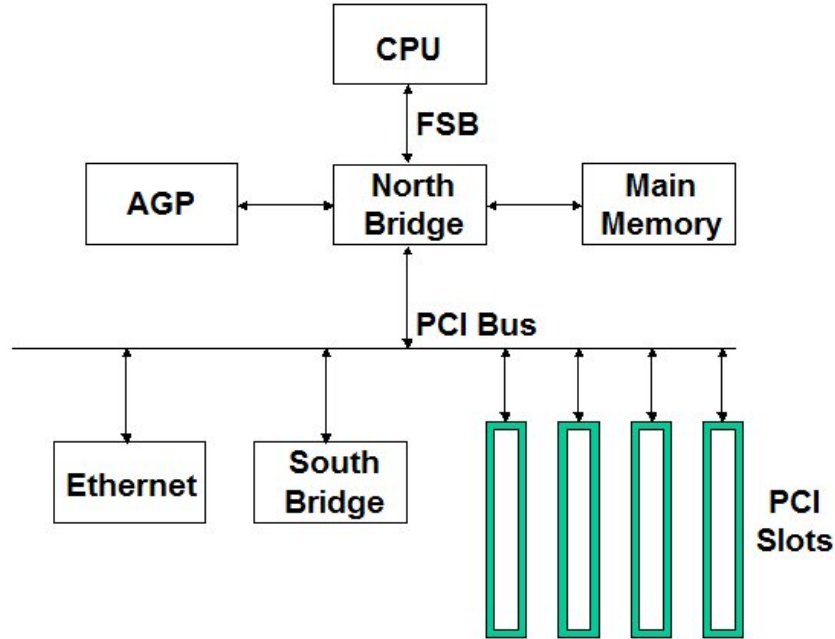 CPU
FSB
AGP
North
Bridge
Main
Memory
PCI Bus
Ethernet
South
Bridge
PCI
Slots